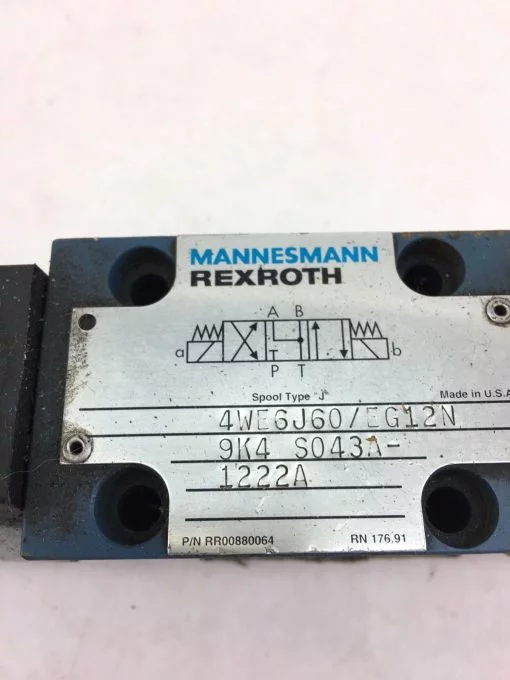 MANNESMANN
REXROTH
A B
a b
T
P T
Spool Type "J"
Made in U.S.A
4WE6J60/EG12N
9K4 S043A-
1222A
P/N RR00880064 RN 176.91